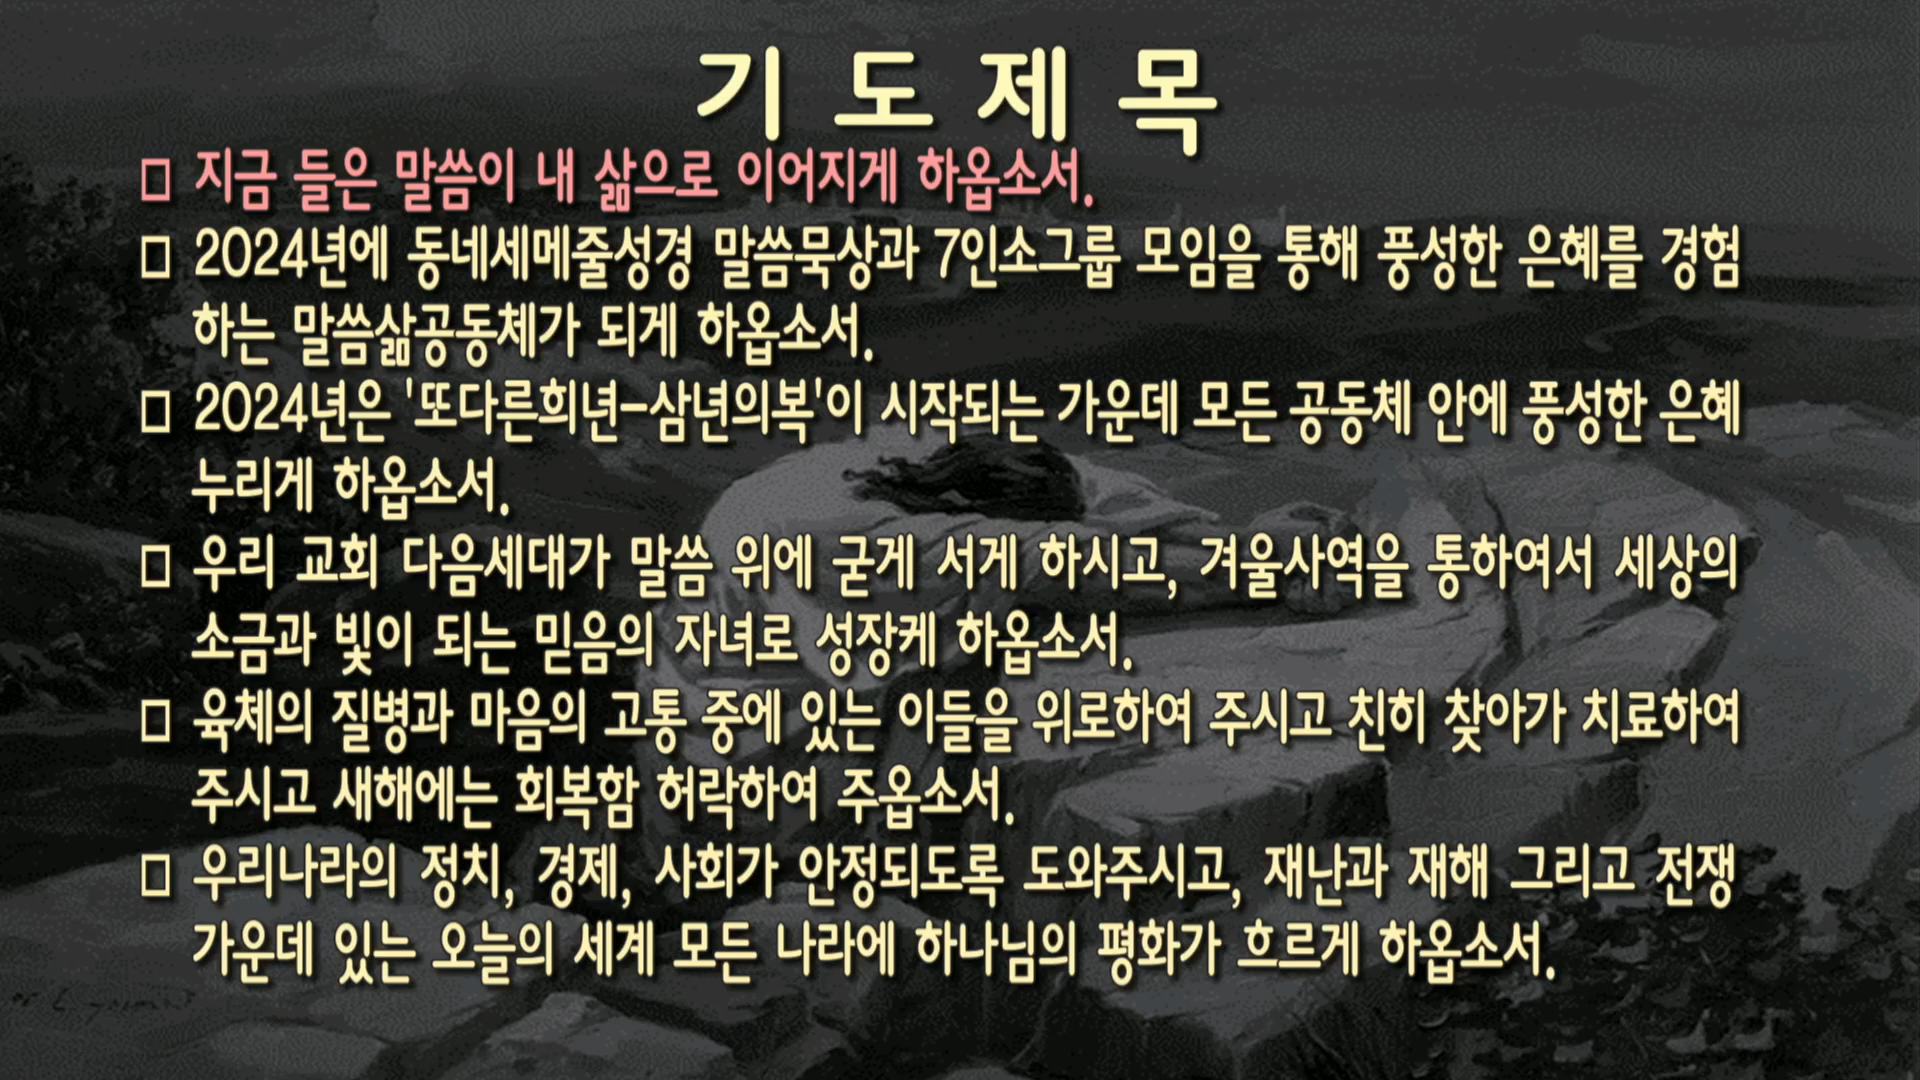 기 도 제 목
□ 지금 들은 말씀이 내 삶으로 이어지게 하옵소서.
□ 2024년에 동네세메줄성경 말씀묵상과 7인소그룹 모임을 통해 풍성한 은혜를 경험
하는 말씀삶공동체가 되게 하옵소서.
□ 2024년은 '또다른희년-삼년의복'이 시작되는 가운데 모든 공동체 안에 풍성한 은혜
누리게 하옵소서.
□ 우리 교회 다음세대가 말씀 위에 굳게 서게 하시고, 겨울사역을 통하여서 세상의
소금과 빛이 되는 믿음의 자녀로 성장케 하옵소서.
□ 육체의 질병과 마음의 고통 중에 있는 이들을 위로하여 주시고 친히 찾아가 치료하여
주시고 새해에는 회복함 허락하여 주옵소서.
□ 우리나라의 정치, 경제, 사회가 안정되도록 도와주시고, 재난과 재해 그리고 전쟁
가운데 있는 오늘의 세계 모든 나라에 하나님의 평화가 흐르게 하옵소서.